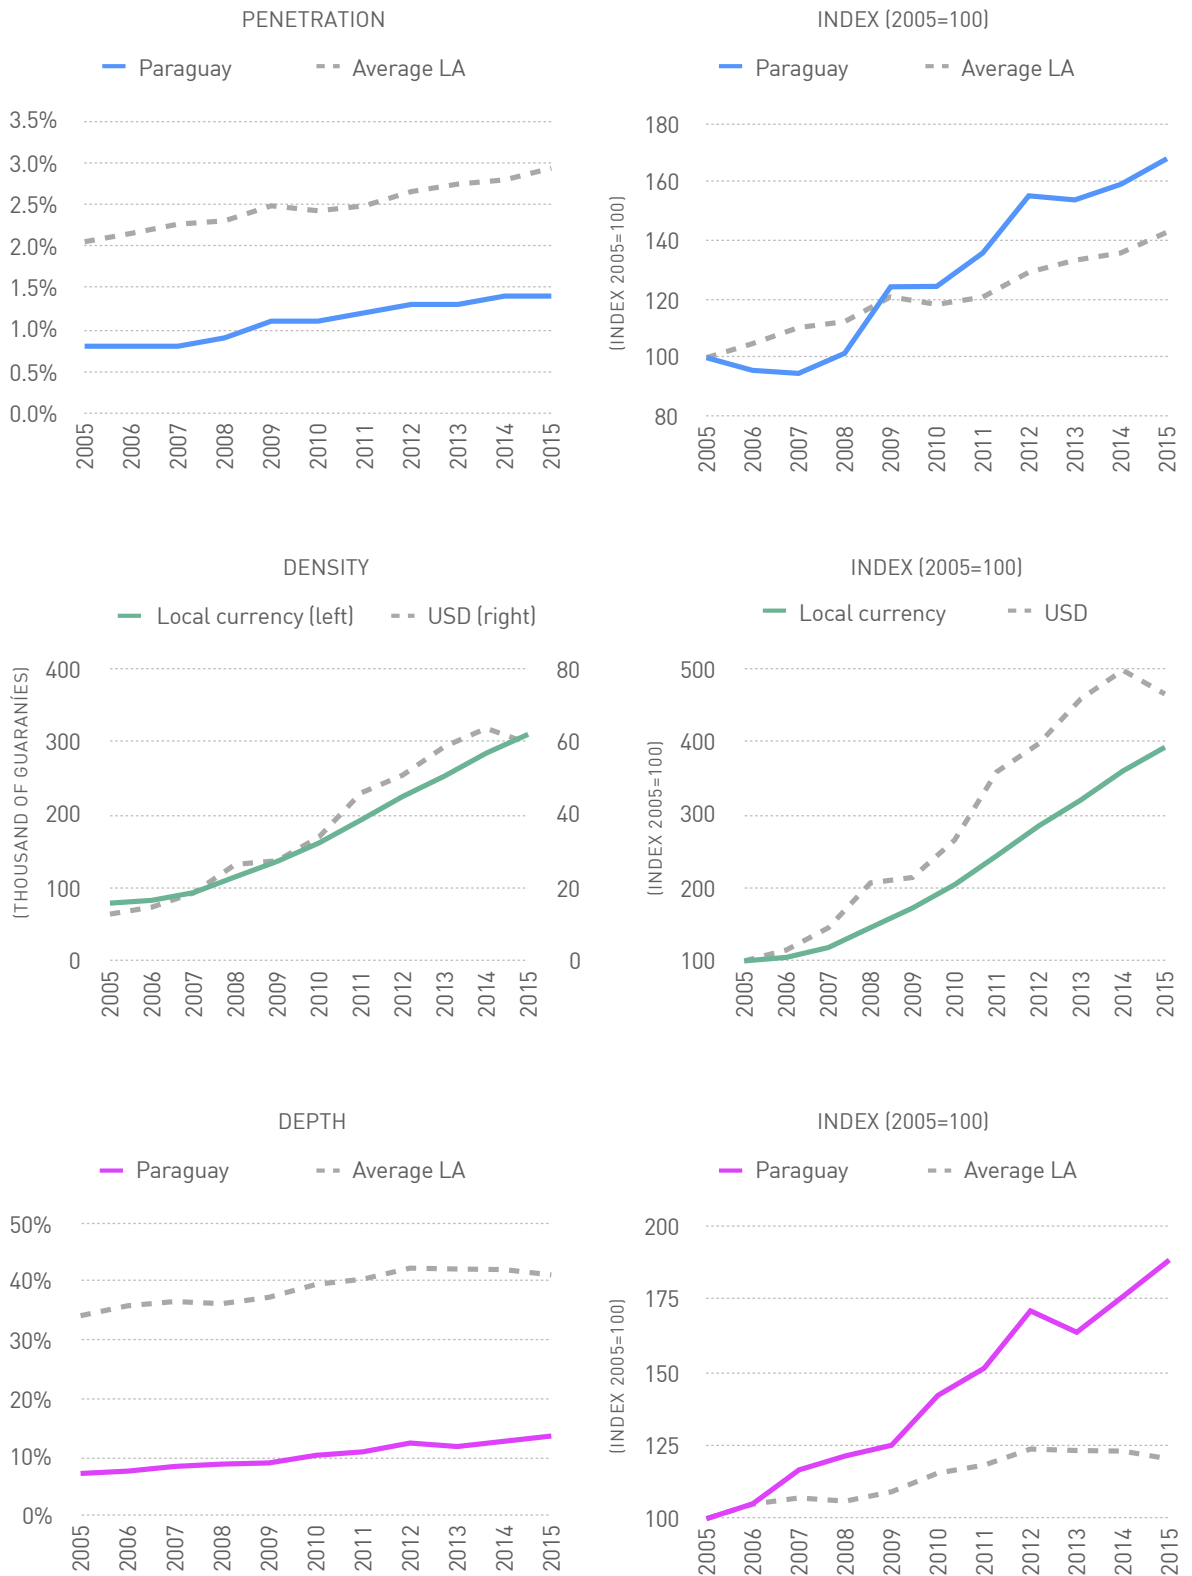 PENETRATION
Paraguay
Average LA
3.5%
3.0%
2.5%
2.0%
1.5%
1.0%
0.5%
0.0%
2005 2006 2007 2008 2009 2010 2011 2012 2013 2014 2015
INDEX (2005=100)
Paraguay
Average LA
(INDEX 2005=100)
180
160
140
120
100
80
2005 2006 2007 2008 2009 2010 2011 2012 2013 2014 2015
DENSITY
Local currency (left)
USD (right)
(THOUSAND OF GUARANÍES)
400
300
200
100
0
80
60
40
20
0
2005 2006 2007 2008 2009 2010 2011 2012 2013 2014 2015
INDEX (2005=100)
Local currency
USD
(INDEX 2005=100)
500
400
300
200
100
2005 2006 2007 2008 2009 2010 2011 2012 2013 2014 2015
DEPTH
Paraguay
Average LA
50%
40%
30%
20%
10%
0%
2005 2006 2007 2008 2009 2010 2011 2012 2013 2014 2015
INDEX (2005=100)
Paraguay
Average LA
(INDEX 2005=100)
200
175
150
125
100
2005 2006 2007 2008 2009 2010 2011 2012 2013 2014 2015